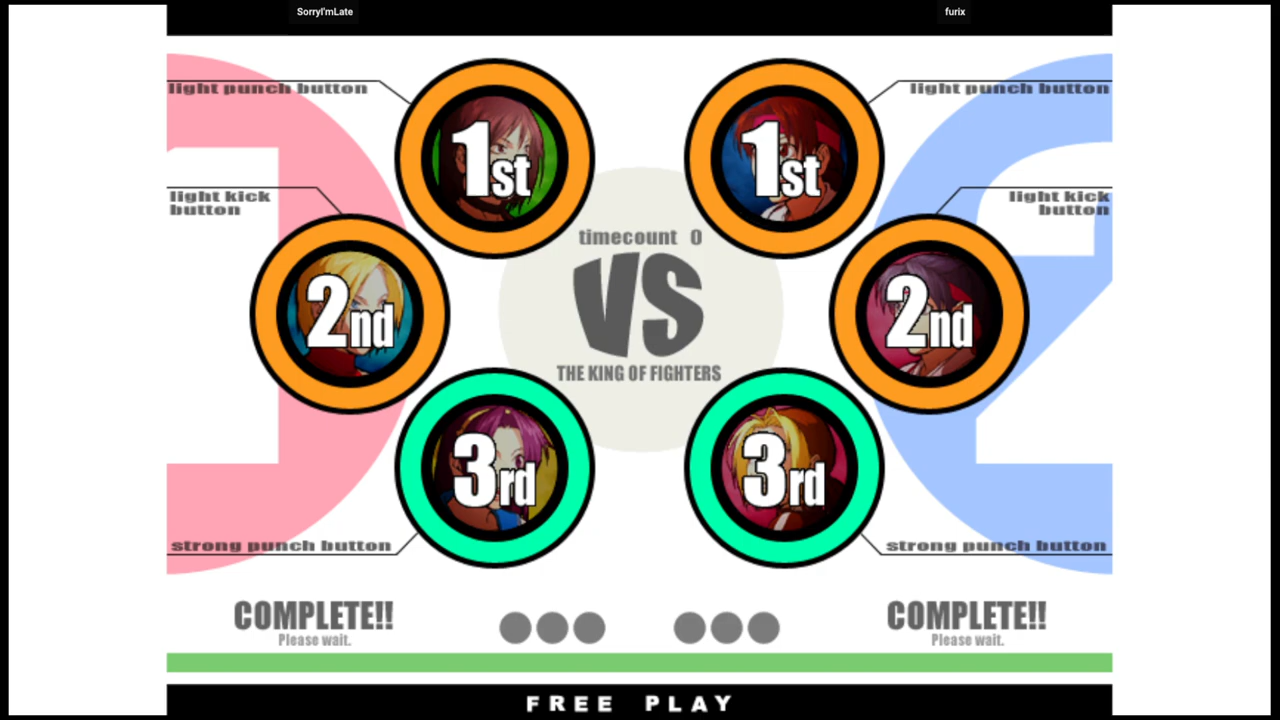 SorryI'mLate
furix
light punch button
light punch button
1st
1st
light kick
button
light kick
button
timecount 0
VS
THE KING OF FIGHTERS
2nd
2nd
3rd
3rd
strong punch button
strong punch button
COMPLETE!!
Please wait.
COMPLETE!!
Please wait.
FREE PLAY